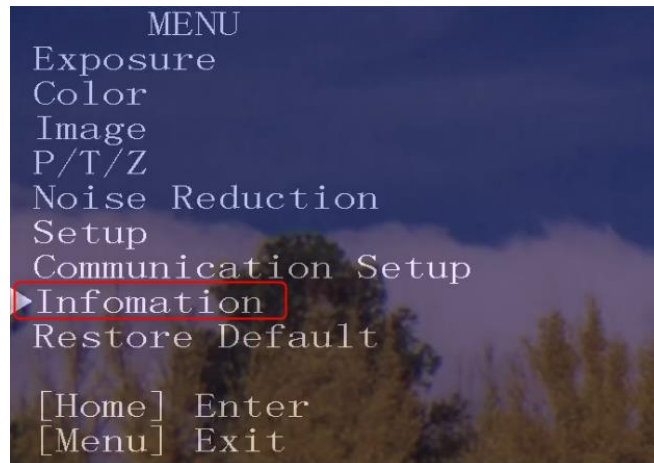 MENU
Exposure
Color
Image
P/T/Z
Noise Reduction
Setup
Communication Setup
Infomation
Restore Default
[Home] Enter
[Menu] Exit